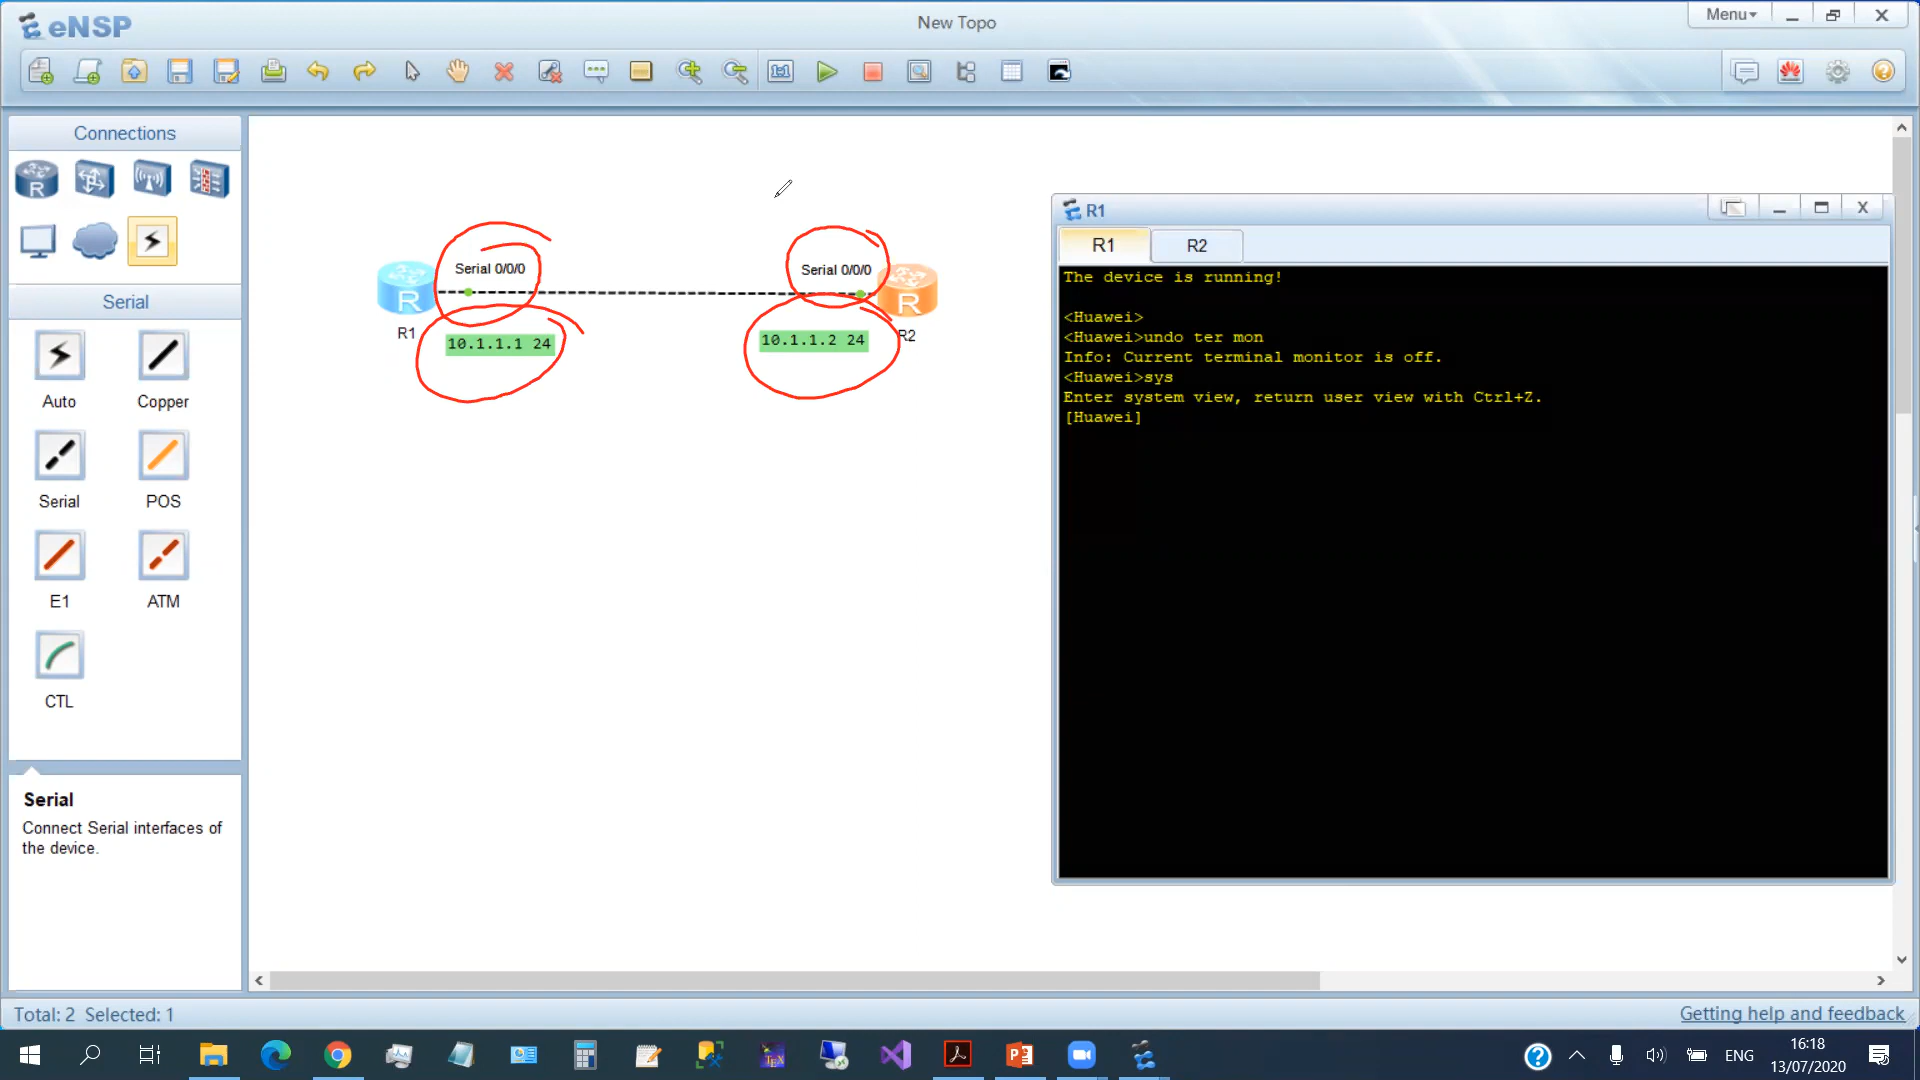 eNSP
New Topo
Menu
Connections
R
Serial
Auto
Copper
Serial
POS
E1
ATM
CTL
Serial
Connect Serial interfaces of
the device.
Serial 0/0/0
Serial 0/0/0
R
R
R1
R2
10.1.1.1 24
10.1.1.2 24
R1
R1
R2
The device is running!
<Huawei>
<Huawei>undo ter mon
Info: Current terminal monitor is off.
<Huawei>sys
Enter system view, return user view with Ctrl+Z.
[Huawei]
Total: 2 Selected: 1
Getting help and feedback
ENG
16:18
13/07/2020